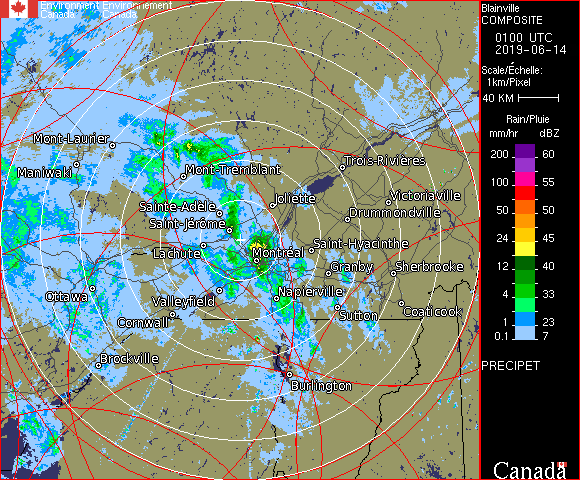 Environment Environnement
Canada Canada
Blainville
COMPOSITE
0100 UTC
2019-06-14
Scale/Échelle:
1km/Pixel
40 KM
Rain/Pluie
mm/hr dBZ
200 60
100 55
50 50
24 45
12 40
4 33
1 23
0.1 7
PRECIPET
Canada
Mont-Laurier
Maniwaki
Mont-Tremblant
Trois-Rivières
Joliette
Victoriaville
Sainte-Adele
Drummondville
Saint-Jérôme
Lachute
Montréal
Saint-Hyacinthe
Granby
Sherbrooke
Ottawa
Valleyfield
Napierville
Cornwall
Sutton
Coaticook
Brockville
Burlington